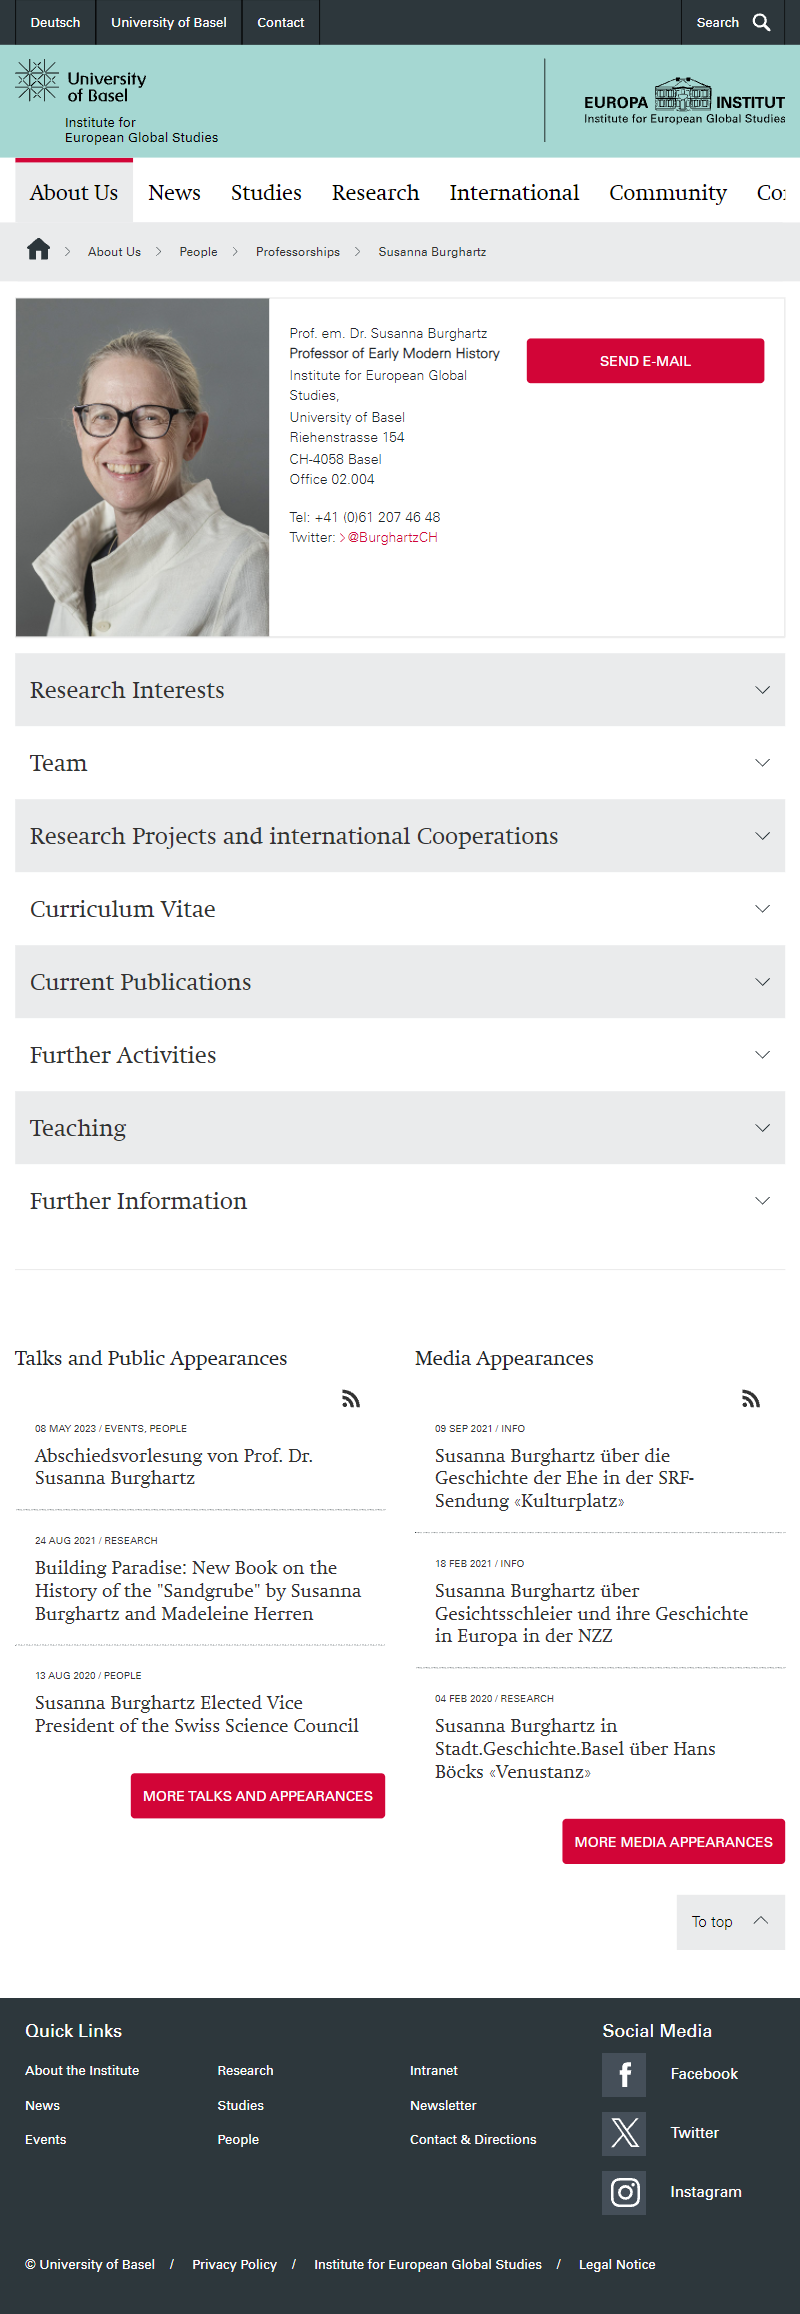 Deutsch
University of Basel
Contact
Search
University
of Basel
Institute for
European Global Studies
EUROPA INSTITUT
Institute for European Global Studies
About Us
News
Studies
Research
International
Community
About Us
People
Professorships
Susanna Burghartz
Prof. em. Dr. Susanna Burghartz
Professor of Early Modern History
Institute for European Global
Studies,
University of Basel
Riehenstrasse 154
CH-4058 Basel
Office 02.004
Tel: +41 (0)61 207 46 48
Twitter: @BurghartzCH
SEND E-MAIL
Research Interests
Team
Research Projects and international Cooperations
Curriculum Vitae
Current Publications
Further Activities
Teaching
Further Information
Talks and Public Appearances
08 MAY 2023 / EVENTS, PEOPLE
Abschiedsvorlesung von Prof. Dr.
Susanna Burghartz
24 AUG 2021 / RESEARCH
Building Paradise: New Book on the
History of the "Sandgrube" by Susanna
Burghartz and Madeleine Herren
13 AUG 2020 / PEOPLE
Susanna Burghartz Elected Vice
President of the Swiss Science Council
MORE TALKS AND APPEARANCES
Media Appearances
09 SEP 2021 / INFO
Susanna Burghartz über die
Geschichte der Ehe in der SRF-
Sendung «Kulturplatz»
18 FEB 2021 / INFO
Susanna Burghartz über
Gesichtsschleier und ihre Geschichte
in Europa in der NZZ
04 FEB 2020 / RESEARCH
Susanna Burghartz in
Stadt.Geschichte.Basel über Hans
Böcks «Venustanz»
MORE MEDIA APPEARANCES
To top
Quick Links
About the Institute
News
Events
Research
Studies
People
Intranet
Newsletter
Contact & Directions
Social Media
Facebook
Twitter
Instagram
© University of Basel / Privacy Policy / Institute for European Global Studies / Legal Notice